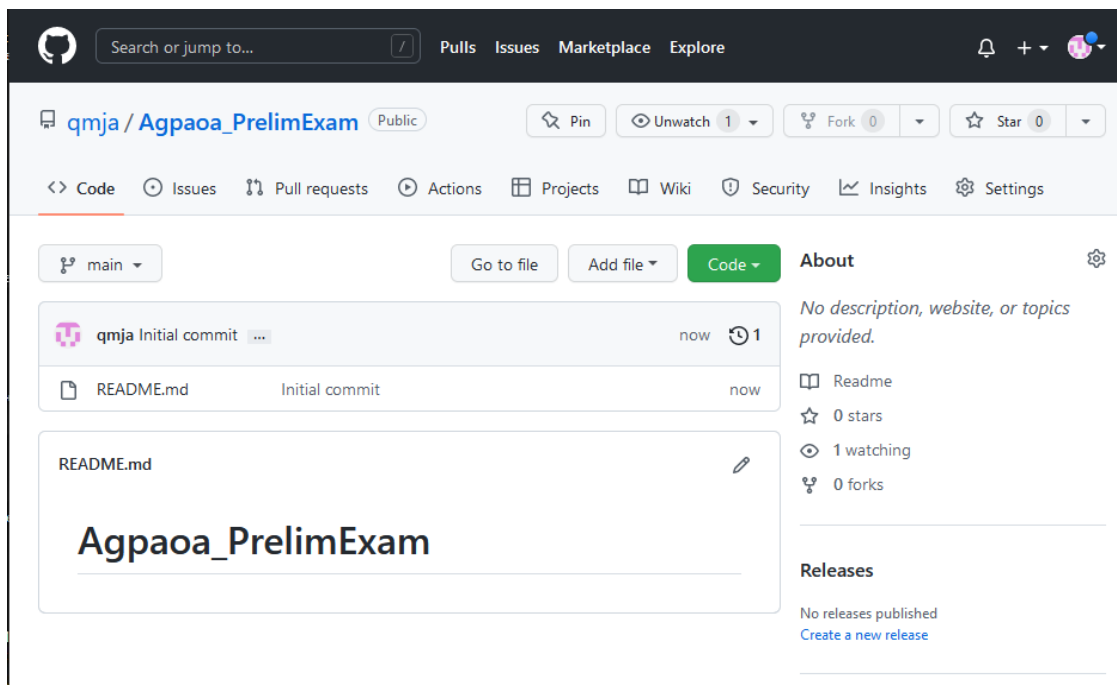 Search or jump to... / Pulls Issues Marketplace Explore
qmja / Agpaoa_PrelimExam Public Pin Unwatch 1 Fork 0 Star 0
Code Issues Pull requests Actions Projects Wiki Security Insights Settings
main Go to file Add file Code
qmja Initial commit ... now 1
README.md Initial commit now
README.md
Agpaoa_PrelimExam
About
No description, website, or topics
provided.
Readme
0 stars
1 watching
0 forks
Releases
No releases published
Create a new release